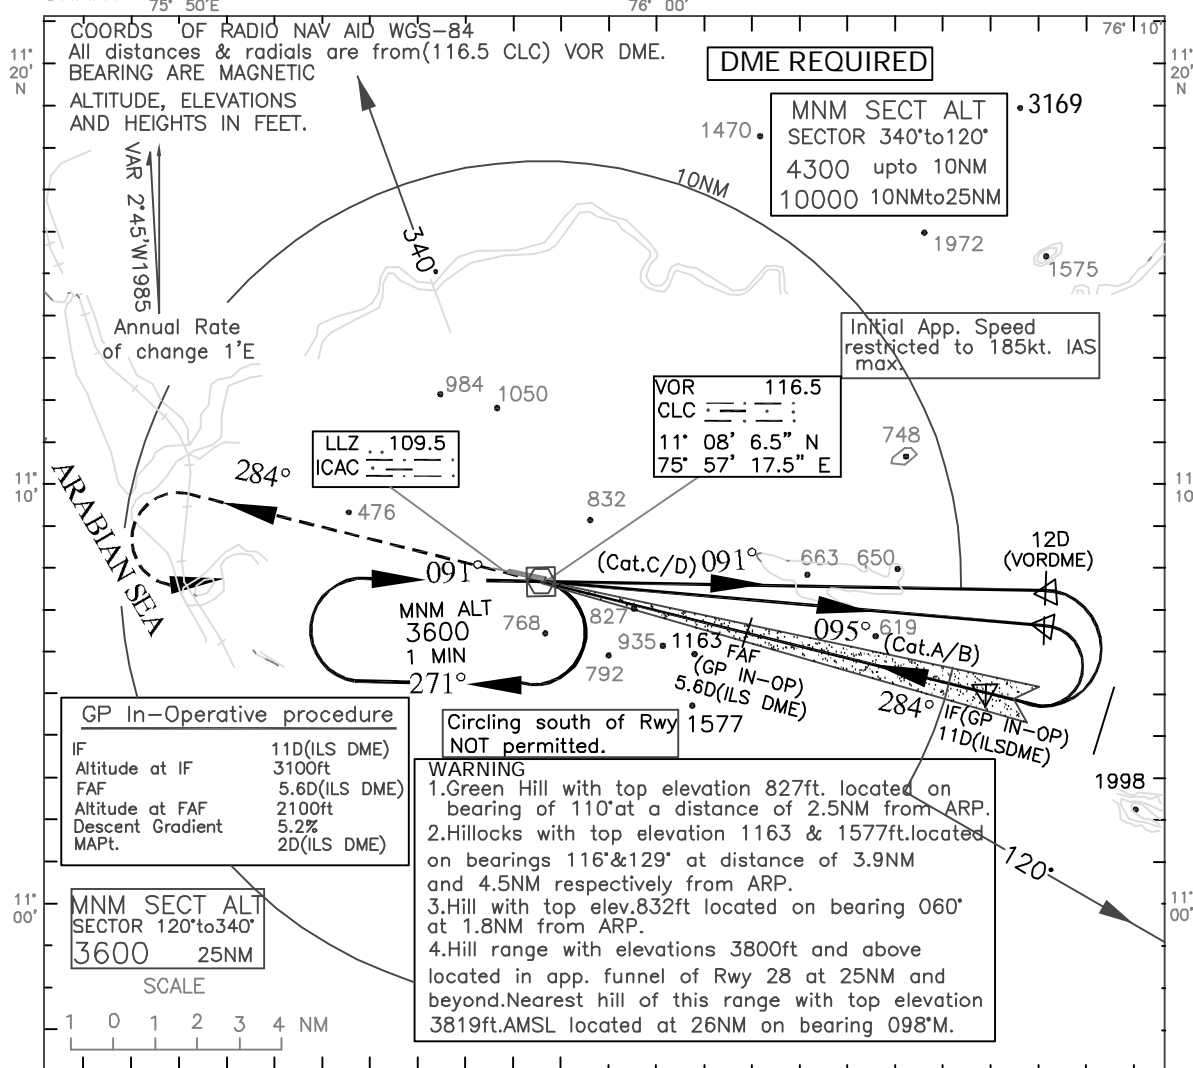 75° 50'E
76° 00'
76° 10'
11°
20'
N
11°
20'
N
COORDS OF RADIO NAV AID WGS-84
All distances & radials are from(116.5 CLC) VOR DME.
BEARING ARE MAGNETIC
ALTITUDE, ELEVATIONS
AND HEIGHTS IN FEET.
DME REQUIRED
MNM SECT ALT
SECTOR 340°to120°
4300 upto 10NM
10000 10NMto25NM
3169
1470
10NM
1972
1575
VAR 2°45'W1985
340°
Annual Rate
of change 1'E
Initial App. Speed
restricted to 185kt. IAS
max.
984
1050
VOR 116.5
CLC
11° 08' 6.5" N
75° 57' 17.5" E
LLZ 109.5
ICAC
748
11°
10'
11°
10'
284°
476
832
ARABIAN SEA
12D
(VORDME)
(Cat.C/D) 091°
663
650
091°
MNM ALT
3600
1 MIN
271°
768
827
935
792
1163
1577
FAF
(GP IN-OP)
5.6D(ILS DME)
095°
619
(Cat.A/B)
284°
IF(GP IN-OP)
11D(ILSDME)
1998
GP In-Operative procedure
IF 11D(ILS DME)
Altitude at IF 3100ft
FAF 5.6D(ILS DME)
Altitude at FAF 2100ft
Descent Gradient 5.2%
MAPt. 2D(ILS DME)
Circling south of Rwy
NOT permitted.
WARNING
1.Green Hill with top elevation 827ft. located on
bearing of 110°at a distance of 2.5NM from ARP.
2.Hillocks with top elevation 1163 & 1577ft.located
on bearings 116°&129° at distance of 3.9NM
and 4.5NM respectively from ARP.
3.Hill with top elev.832ft located on bearing 060°
at 1.8NM from ARP.
4.Hill range with elevations 3800ft and above
located in app. funnel of Rwy 28 at 25NM and
beyond.Nearest hill of this range with top elevation
3819ft.AMSL located at 26NM on bearing 098°M.
120°
11°
00'
11°
00'
MNM SECT ALT
SECTOR 120°to340°
3600 25NM
SCALE
1 0 1 2 3 4 NM